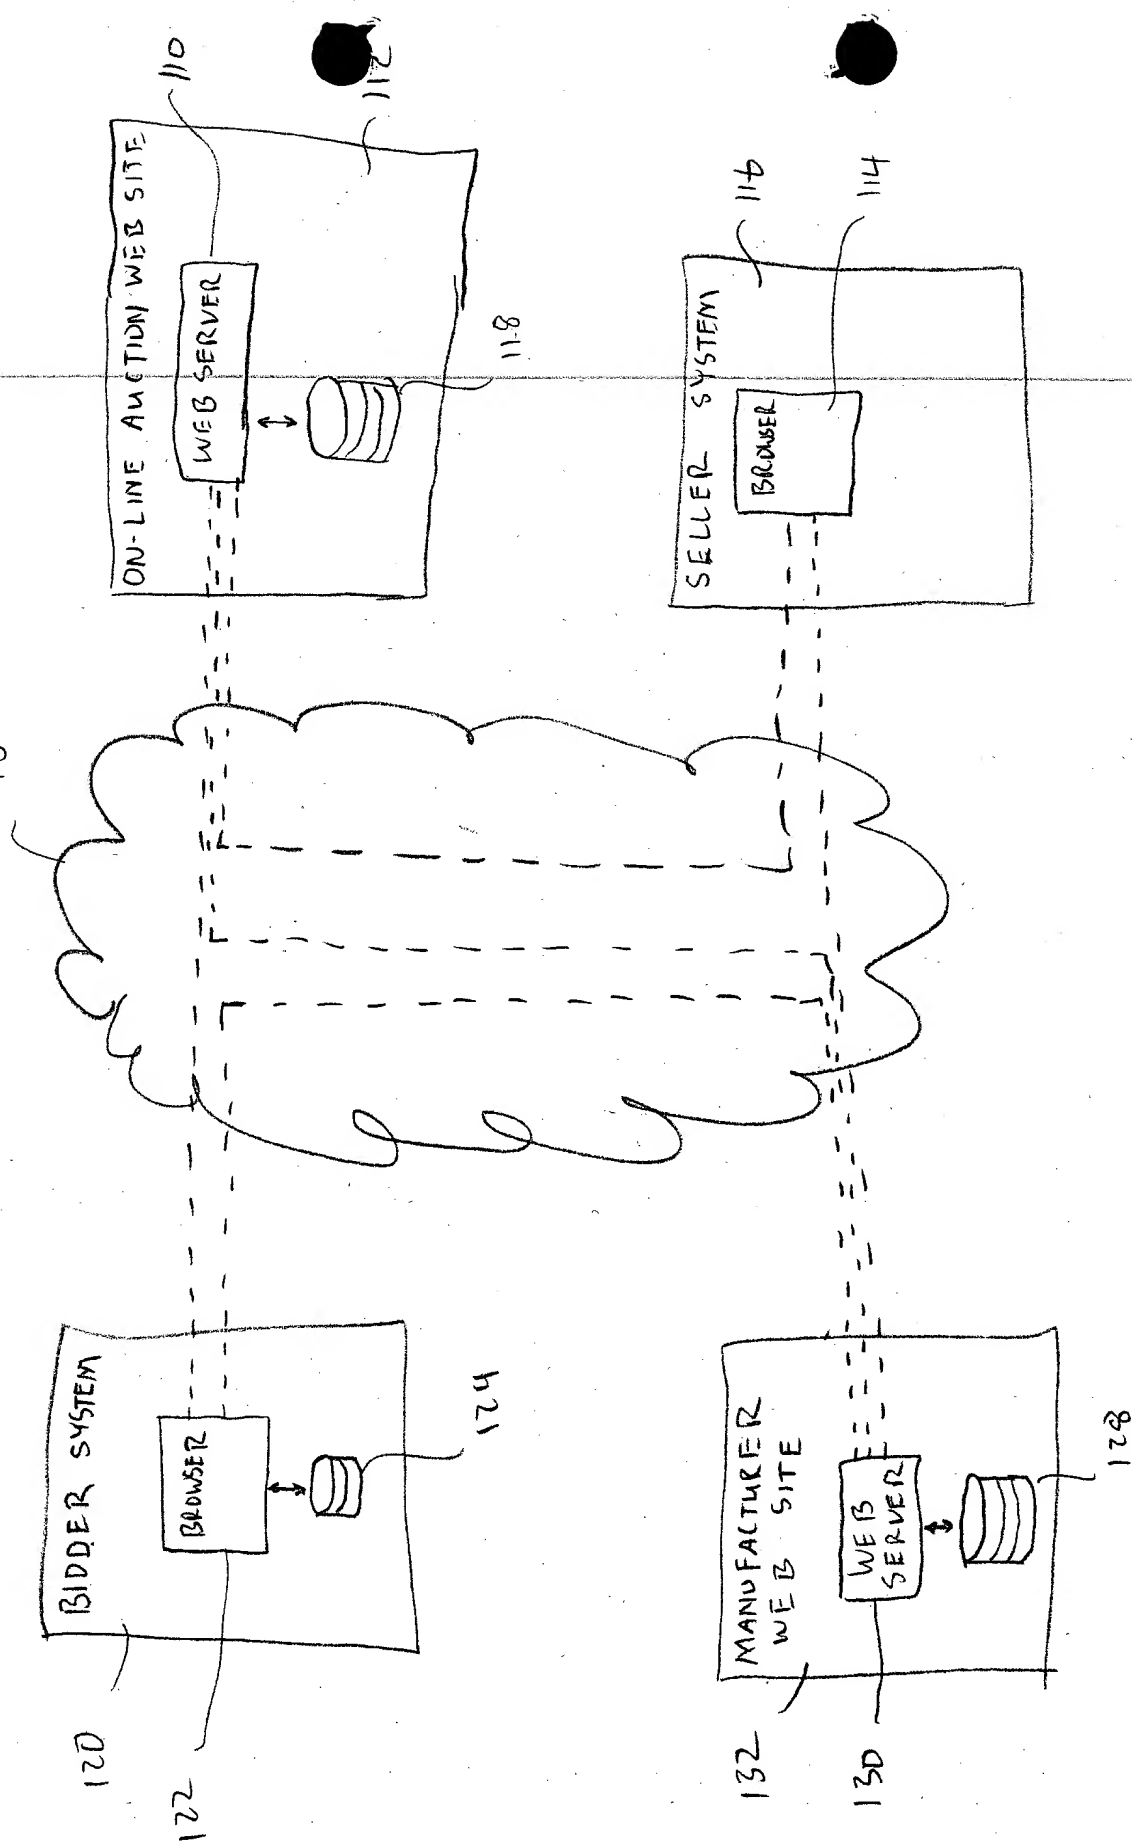 120
BIDDER SYSTEM
BROWSER
122
124
ON-LINE AUCTION WEB SITE
110
WEB SERVER
112
118
132
MANUFACTURER
WEB SITE
WEB
SERVER
130
128
SELLER SYSTEM
116
BROWSER
114